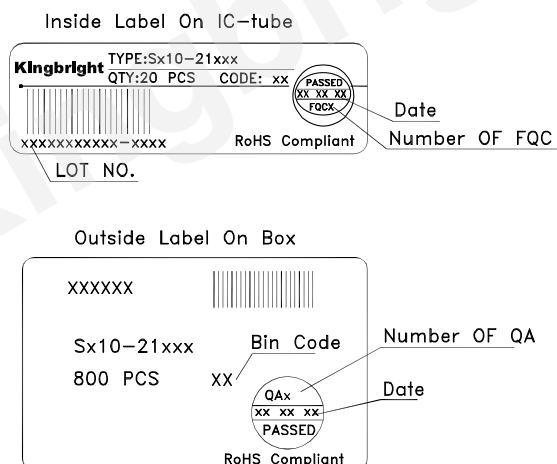 Inside Label On IC-tube
Kingbright
TYPE:Sx10-21xxx
QTY:20 PCS CODE: xx
PASSED
XX XX XX
FQCX
Date
Number OF FQC
xxxxxxxxxxx-xxxx
RoHS Compliant
LOT NO.
Outside Label On Box
XXXXXX
Sx10-21xxx
Bin Code
Number OF QA
800 PCS
XX
QAx
Date
XX XX XX
PASSED
RoHS Compliant